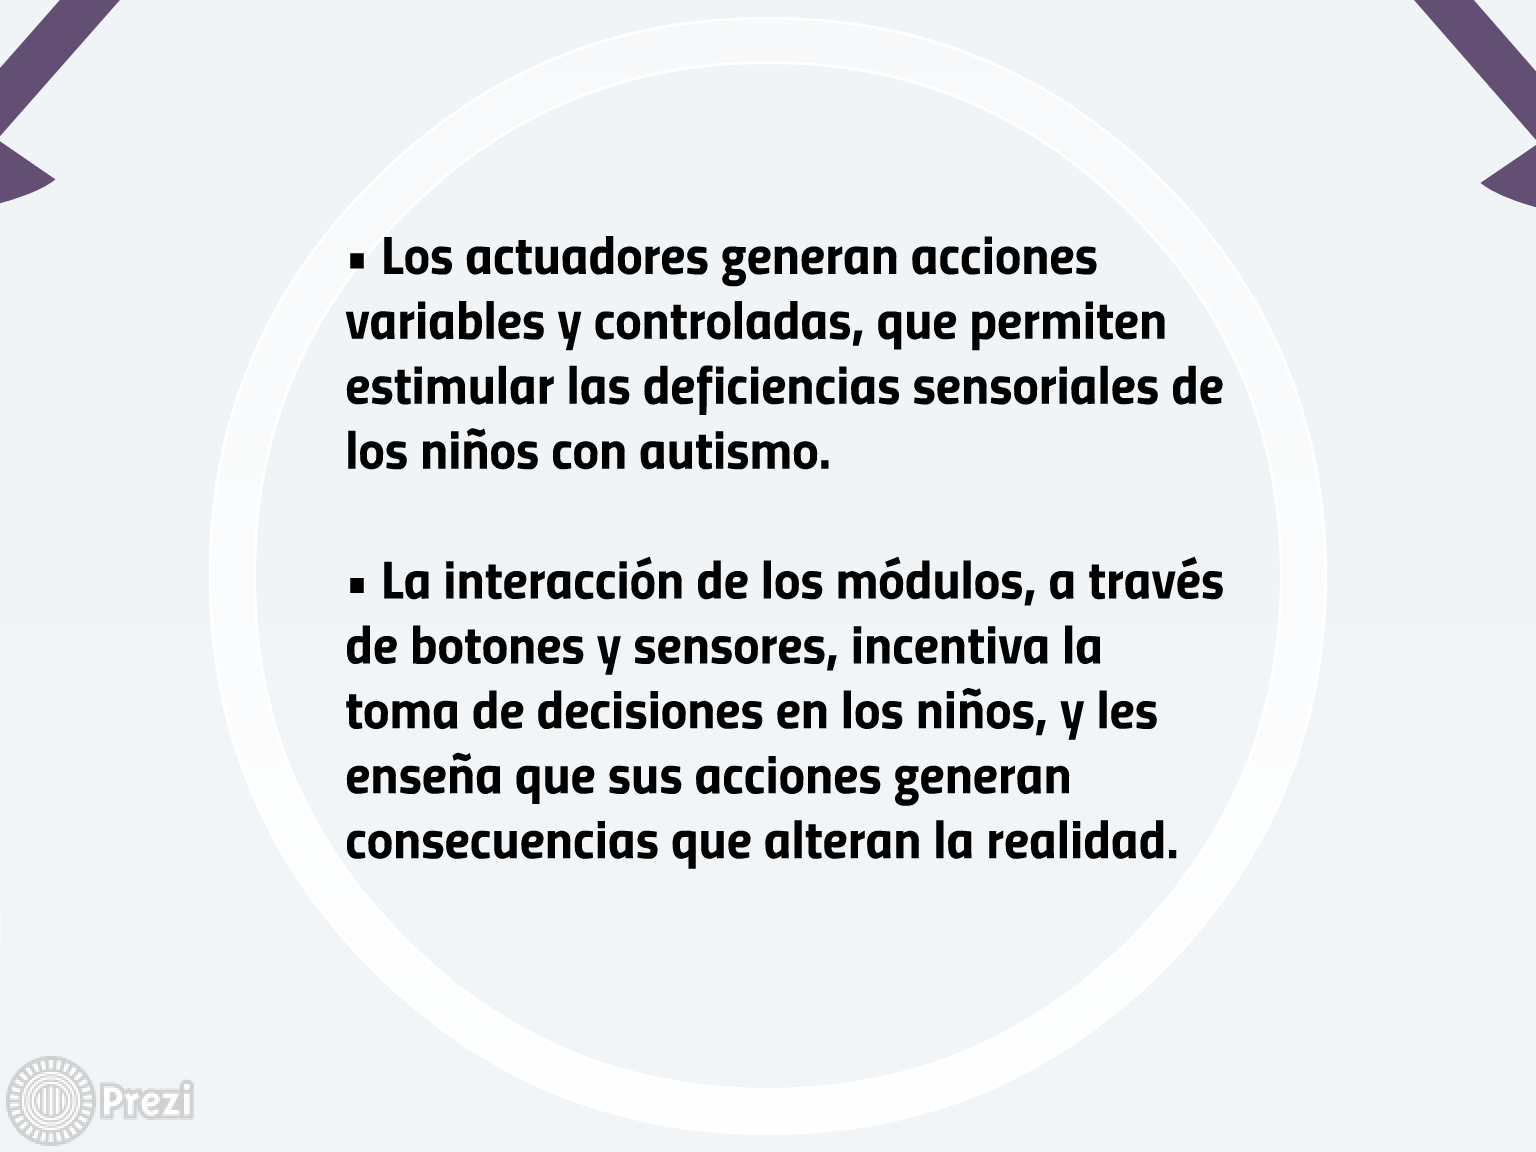 ▪ Los actuadores generan acciones
variables y controladas, que permiten
estimular las deficiencias sensoriales de
los niños con autismo.
▪ La interacción de los módulos, a través
de botones y sensores, incentiva la
toma de decisiones en los niños, y les
enseña que sus acciones generan
consecuencias que alteran la realidad.
Prezi